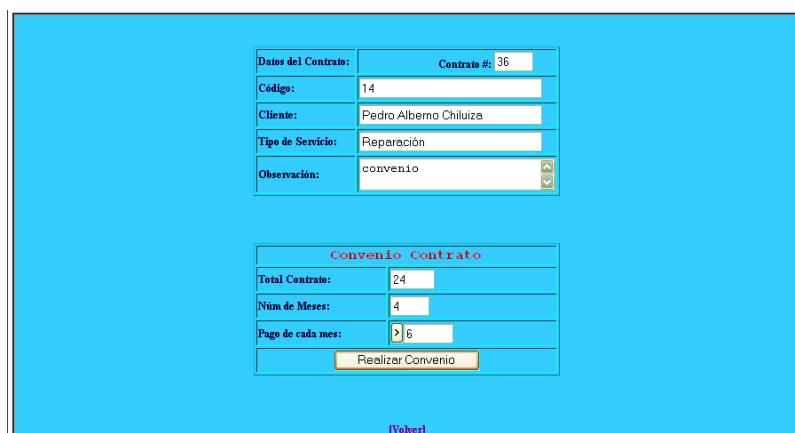 Datos del Contrato: Contrato #: 36
Código: 14
Cliente: Pedro Alberno Chiluiza
Tipo de Servicio: Reparación
Observación: convenio
Convenio Contrato
Total Contrato: 24
Núm de Meses: 4
Pago de cada mes: > 6
Realizar Convenio
[Volver]